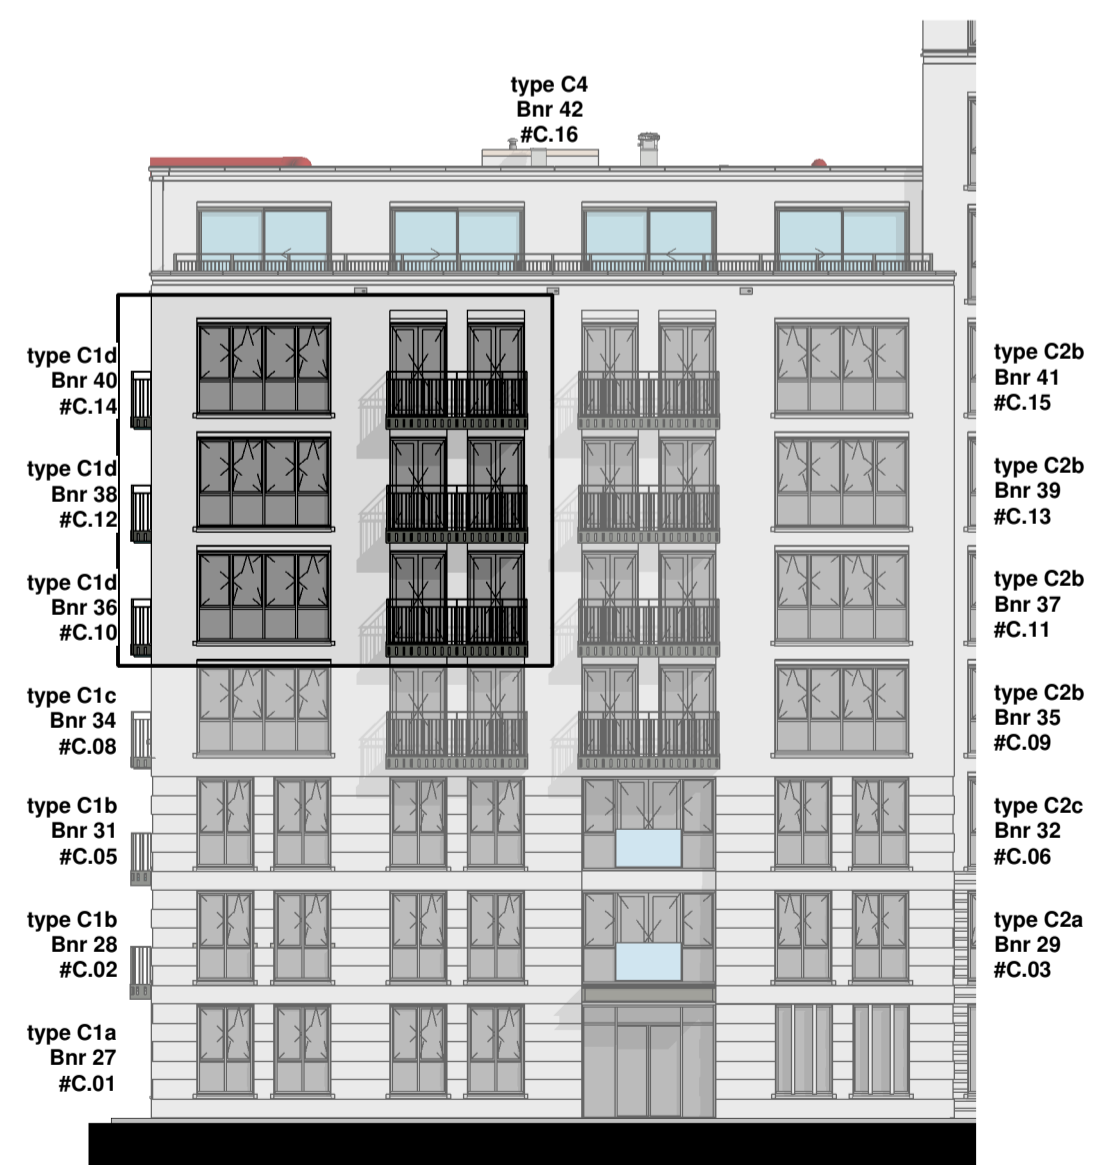 type C4
Bnr 42
#C.16
type C1d
Bnr 40
#C.14
type C2b
Bnr 41
#C.15
type C1d
Bnr 38
#C.12
type C2b
Bnr 39
#C.13
type C1d
Bnr 36
#C.10
type C2b
Bnr 37
#C.11
type C1c
Bnr 34
#C.08
type C2b
Bnr 35
#C.09
type C1b
Bnr 31
#C.05
type C2c
Bnr 32
#C.06
type C1b
Bnr 28
#C.02
type C2a
Bnr 29
#C.03
type C1a
Bnr 27
#C.01